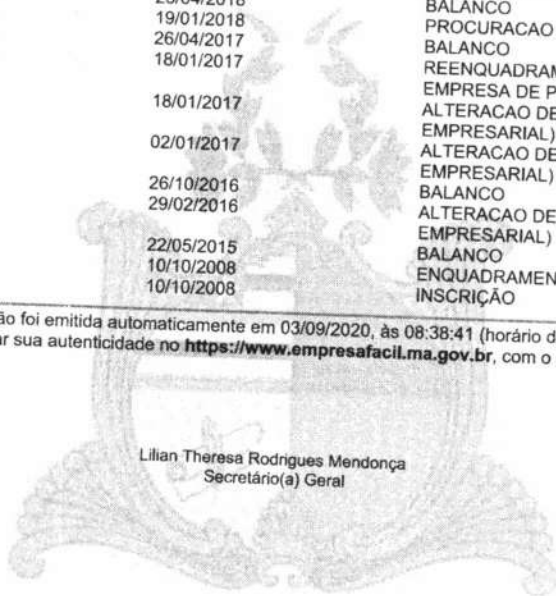 BALANCO
19/01/2018 PROCURACAO
26/04/2017 BALANCO
18/01/2017 REENQUADRAM
EMPRESA DE P
18/01/2017 ALTERACAO DE
EMPRESARIAL)
02/01/2017 ALTERACAO DE
EMPRESARIAL)
26/10/2016 BALANCO
29/02/2016 ALTERACAO DE
EMPRESARIAL)
22/05/2015 BALANCO
10/10/2008 ENQUADRAMEN
10/10/2008 INSCRIÇÃO
ão foi emitida automaticamente em 03/09/2020, às 08:38:41 (horário d
ar sua autenticidade no https://www.empresafacil.ma.gov.br, com o
Lilian Theresa Rodrigues Mendonça
Secretário(a) Geral